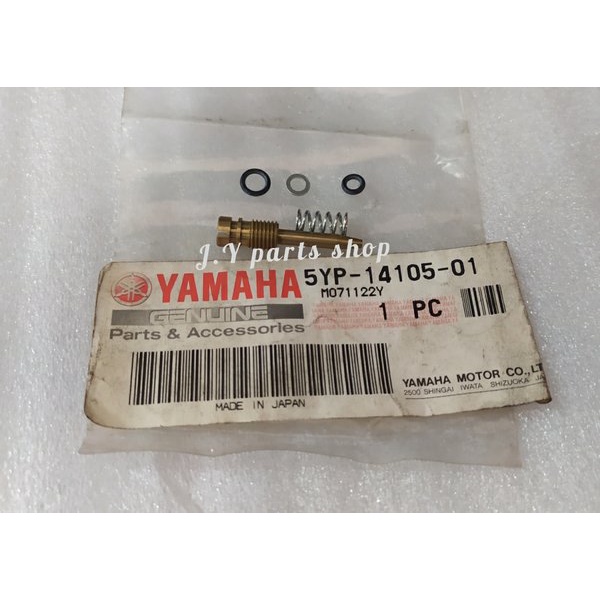 J.Y parts shop
YAMAHA
GENUINE
Parts & Accessories
5YP-14105-01
M071122Y
1 PC
MADE IN JAPAN
YAMAHA MOTOR CO.,LT
2500 SHINGAI IWATA SHIZUOKA JA